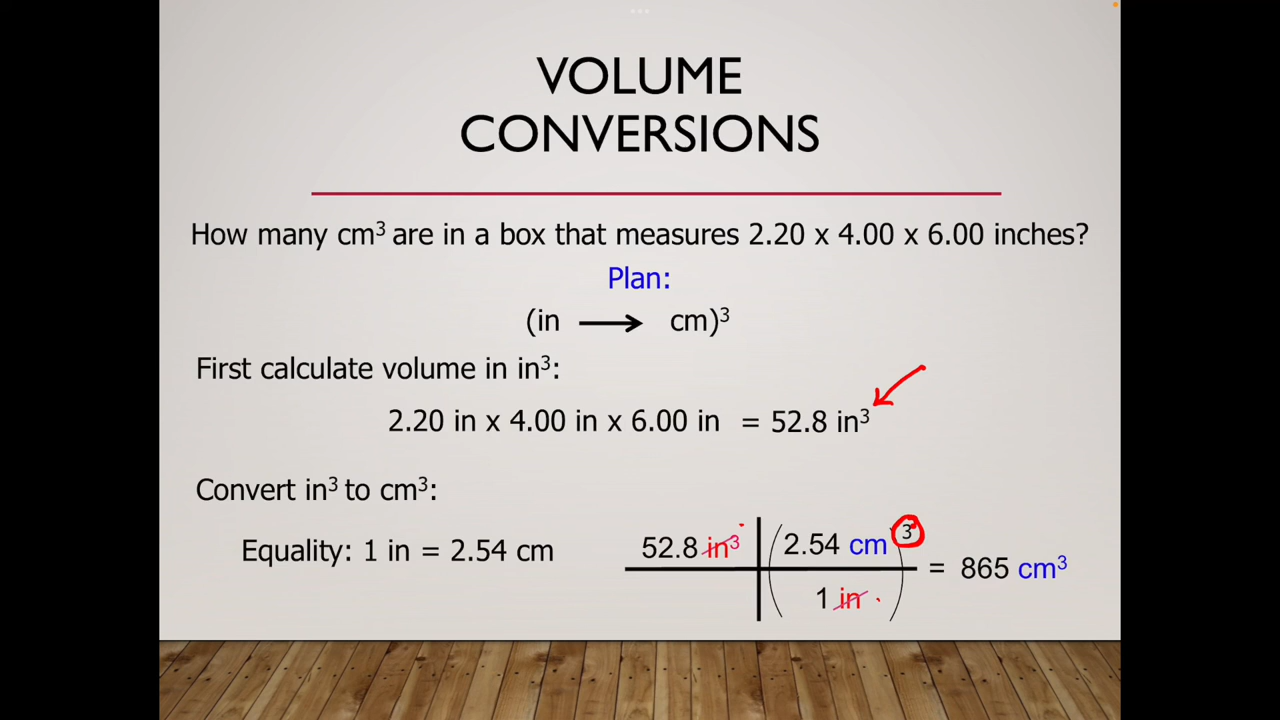 VOLUME
CONVERSIONS
How many cm³ are in a box that measures 2.20 x 4.00 x 6.00 inches?
Plan:
(in → cm)³
First calculate volume in in³:
2.20 in x 4.00 in x 6.00 in = 52.8 in³
Convert in³ to cm³:
Equality: 1 in = 2.54 cm
52.8 in³ | (2.54 cm
1 in)³ = 865 cm³